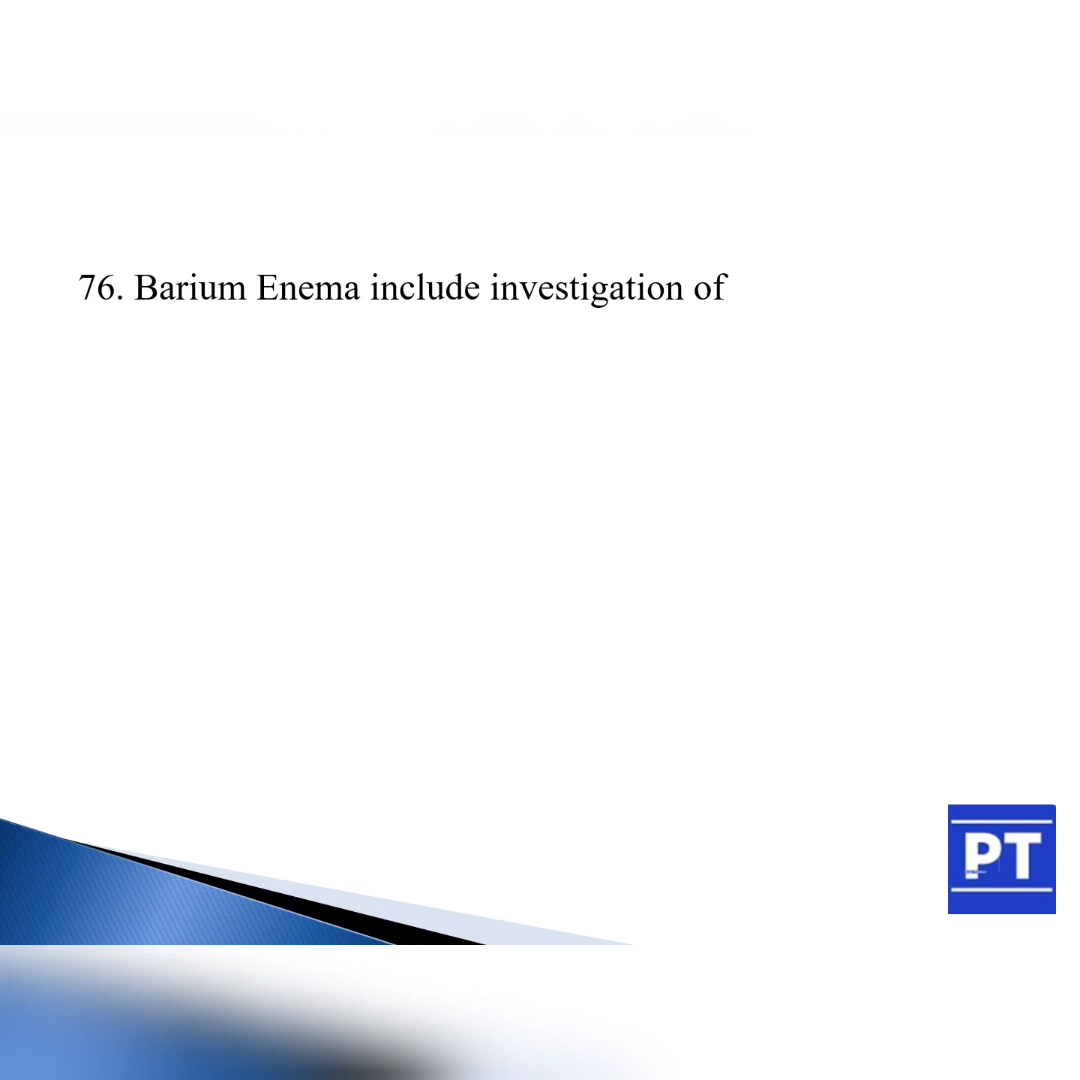 76. Barium Enema include investigation of
PT